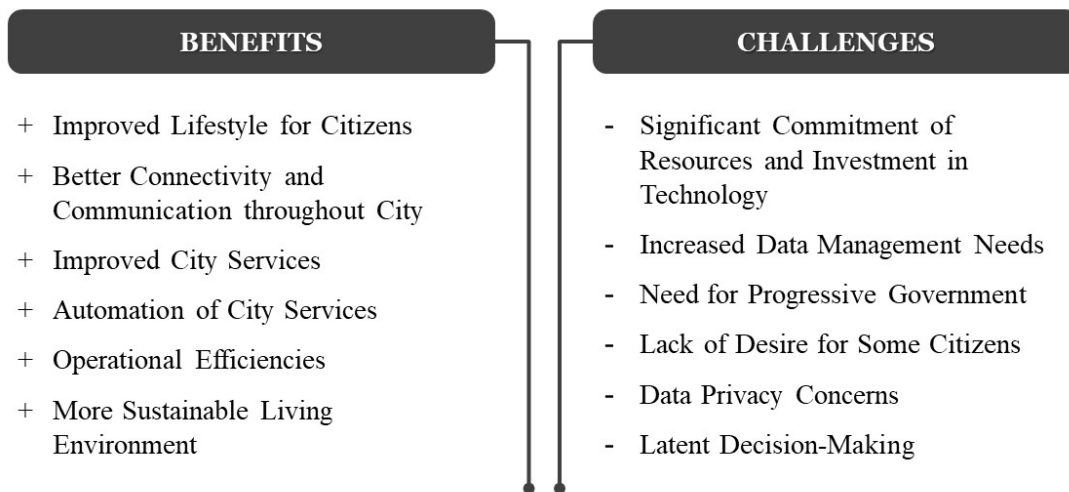 BENEFITS
+ Improved Lifestyle for Citizens
+ Better Connectivity and
Communication throughout City
+ Improved City Services
+ Automation of City Services
+ Operational Efficiencies
+ More Sustainable Living
Environment
CHALLENGES
- Significant Commitment of
Resources and Investment in
Technology
- Increased Data Management Needs
- Need for Progressive Government
- Lack of Desire for Some Citizens
- Data Privacy Concerns
- Latent Decision-Making